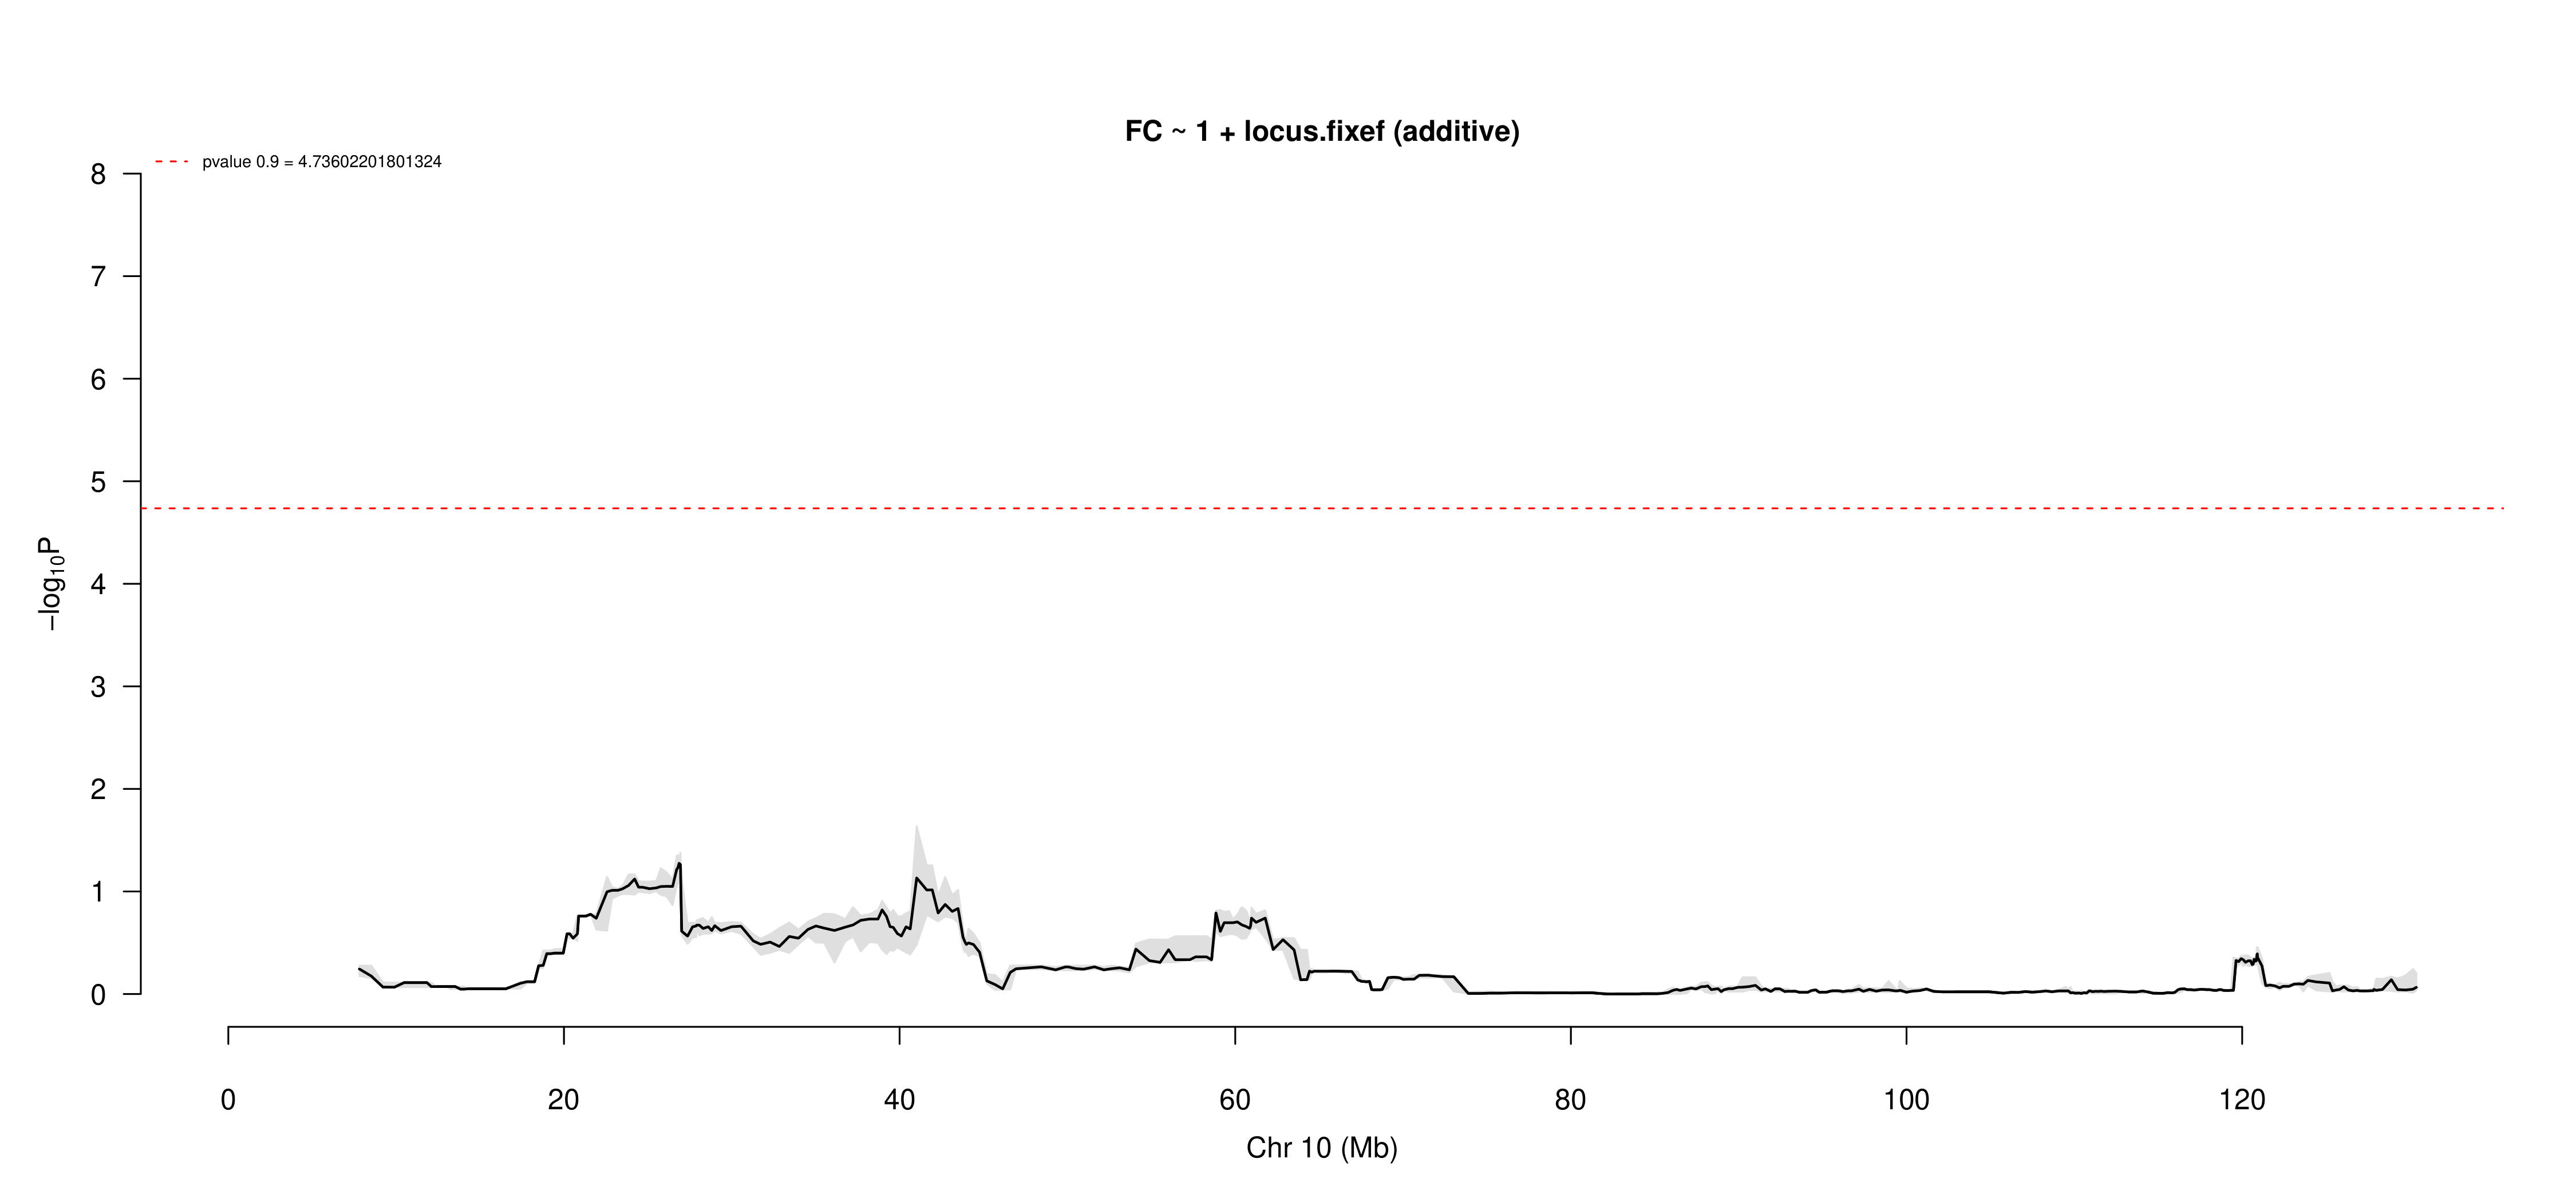 FC ~ 1 + locus.fixef (additive)
pvalue 0.9 = 4.73602201801324
8
7
6
5
4
3
2
1
0
−log10P
0 20 40 60 80 100 120
Chr 10 (Mb)